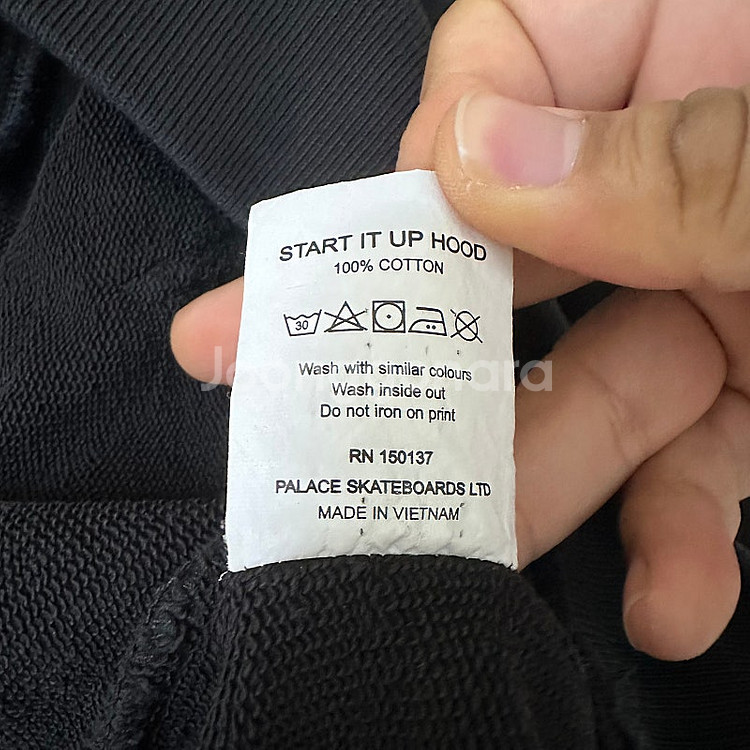 START IT UP HOOD
100% COTTON
30
Wash with similar colours
Wash inside out
Do not iron on print
RN 150137
PALACE SKATEBOARDS LTD
MADE IN VIETNAM